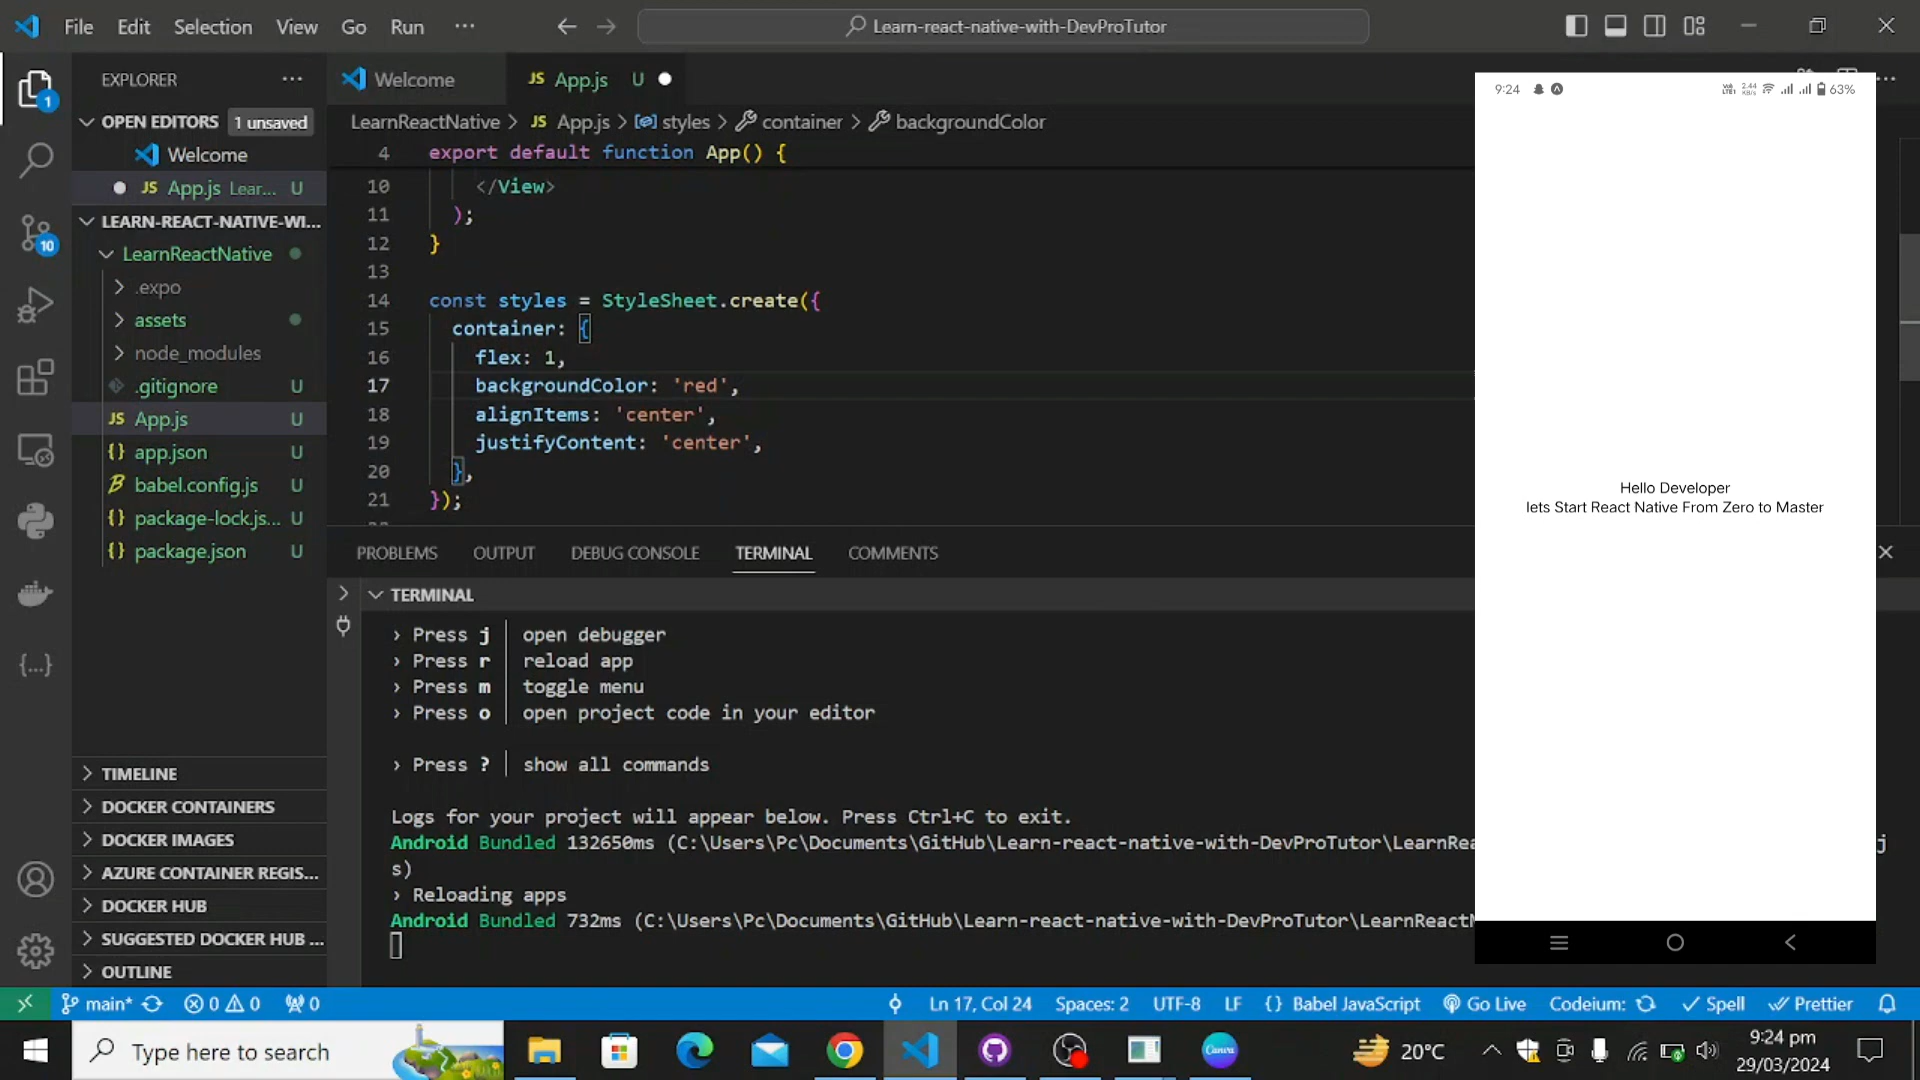 File Edit Selection View Go Run ··· Learn-react-native-with-DevProTutor
EXPLORER
OPEN EDITORS 1 unsaved
Welcome
App.js Lear... U
LEARN-REACT-NATIVE-WI...
LearnReactNative
.expo
assets
node_modules
.gitignore U
App.js U
app.json U
babel.config.js U
package-lock.js... U
package.json U
TIMELINE
DOCKER CONTAINERS
DOCKER IMAGES
AZURE CONTAINER REGIS...
DOCKER HUB
SUGGESTED DOCKER HUB ...
OUTLINE
1
10
Welcome JS App.js U
LearnReactNative > JS App.js > styles > container > backgroundColor
4 export default function App() {
10 </View>
11 );
12 }
13
14 const styles = StyleSheet.create({
15 container: {
16 flex: 1,
17 backgroundColor: 'red',
18 alignItems: 'center',
19 justifyContent: 'center',
20 },
21 });
PROBLEMS OUTPUT DEBUG CONSOLE TERMINAL COMMENTS
TERMINAL
› Press j │ open debugger
› Press r │ reload app
› Press m │ toggle menu
› Press o │ open project code in your editor
› Press ? │ show all commands
Logs for your project will appear below. Press Ctrl+C to exit.
Android Bundled 132650ms (C:\Users\Pc\Documents\GitHub\Learn-react-native-with-DevProTutor\LearnRea j
s)
› Reloading apps
Android Bundled 732ms (C:\Users\Pc\Documents\GitHub\Learn-react-native-with-DevProTutor\LearnReact
9:24 2.44 KB/s 63%
Hello Developer
lets Start React Native From Zero to Master
main* 0 0 0 Ln 17, Col 24 Spaces: 2 UTF-8 LF {} Babel JavaScript Go Live Codeium: Spell Prettier
Type here to search Canva 20°C 9:24 pm
29/03/2024